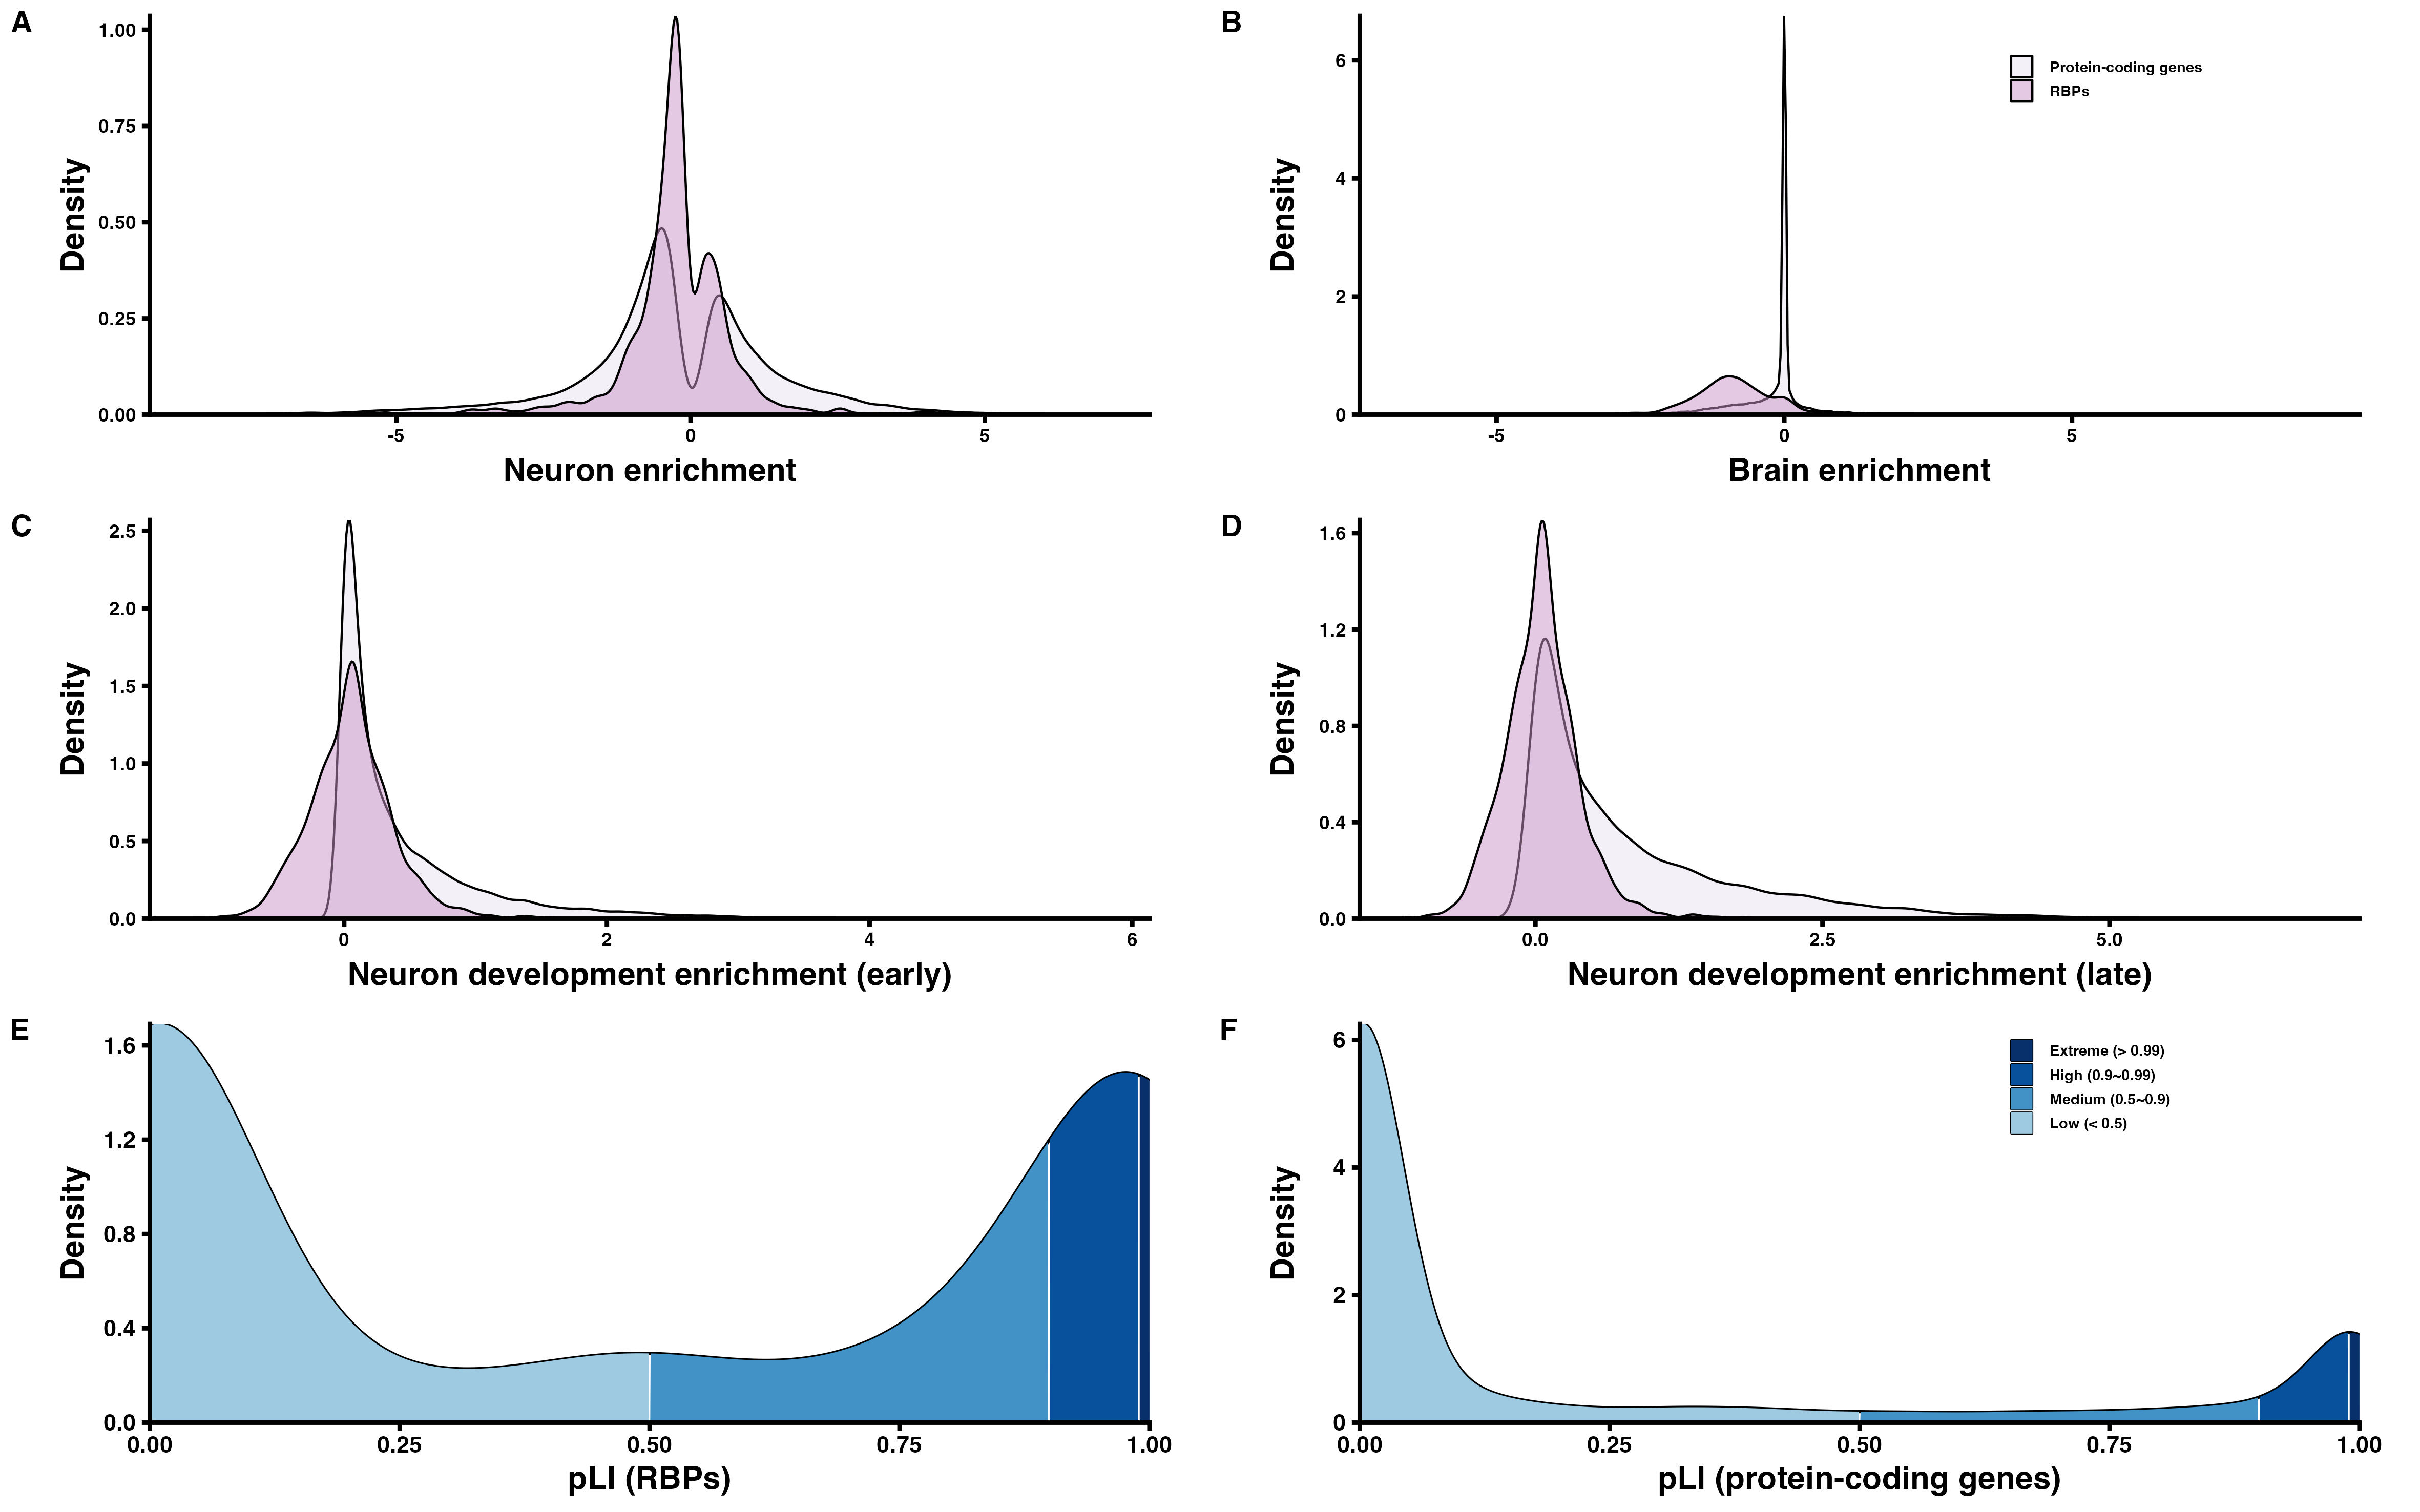 A
Density
1.00
0.75
0.50
0.25
0.00
-5 0 5
Neuron enrichment
B
Density
6
4
2
0
-5 0 5
Brain enrichment
Protein-coding genes
RBPs
C
Density
2.5
2.0
1.5
1.0
0.5
0.0
0 2 4 6
Neuron development enrichment (early)
D
Density
1.6
1.2
0.8
0.4
0.0
0.0 2.5 5.0
Neuron development enrichment (late)
E
Density
1.6
1.2
0.8
0.4
0.0
0.00 0.25 0.50 0.75 1.00
pLI (RBPs)
F
Density
6
4
2
0
0.00 0.25 0.50 0.75 1.00
pLI (protein-coding genes)
Extreme (> 0.99)
High (0.9~0.99)
Medium (0.5~0.9)
Low (< 0.5)